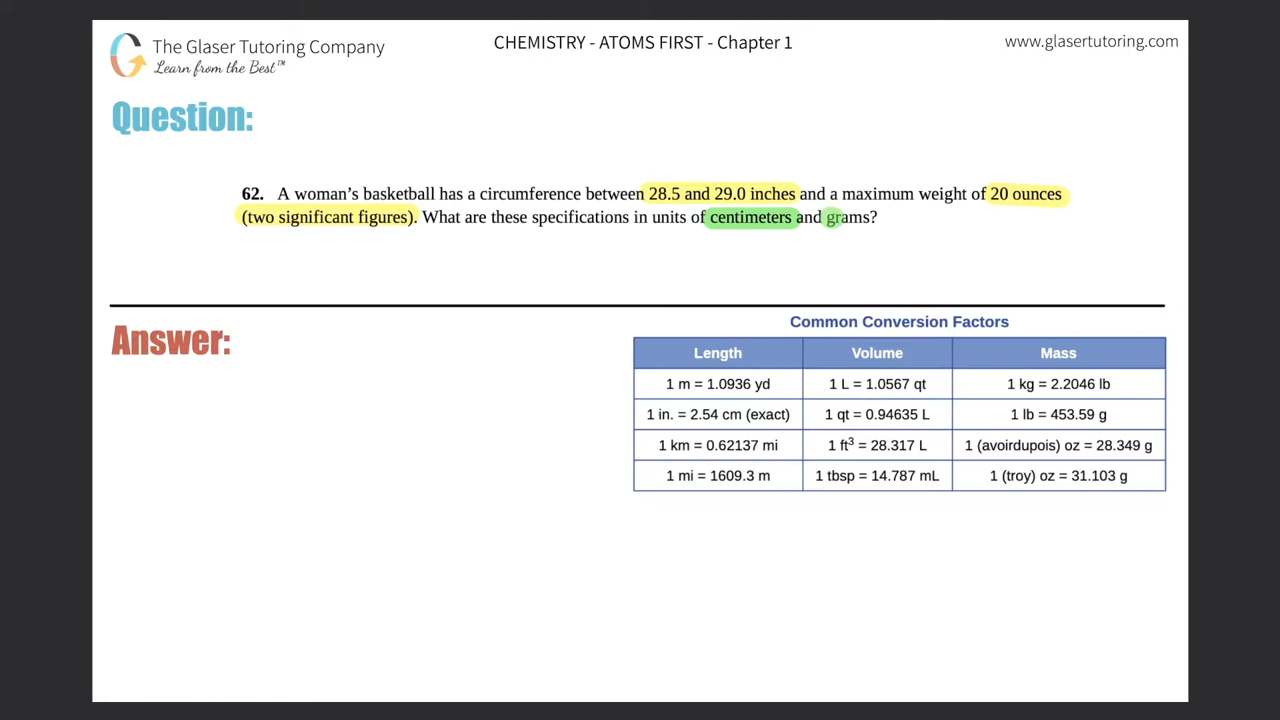 The Glaser Tutoring Company
Learn from the Best™
CHEMISTRY - ATOMS FIRST - Chapter 1
www.glasertutoring.com
Question:
62. A woman's basketball has a circumference between 28.5 and 29.0 inches and a maximum weight of 20 ounces
(two significant figures). What are these specifications in units of centimeters and grams?
Answer:
Common Conversion Factors
Length Volume Mass
1 m = 1.0936 yd 1 L = 1.0567 qt 1 kg = 2.2046 lb
1 in. = 2.54 cm (exact) 1 qt = 0.94635 L 1 lb = 453.59 g
1 km = 0.62137 mi 1 ft³ = 28.317 L 1 (avoirdupois) oz = 28.349 g
1 mi = 1609.3 m 1 tbsp = 14.787 mL 1 (troy) oz = 31.103 g